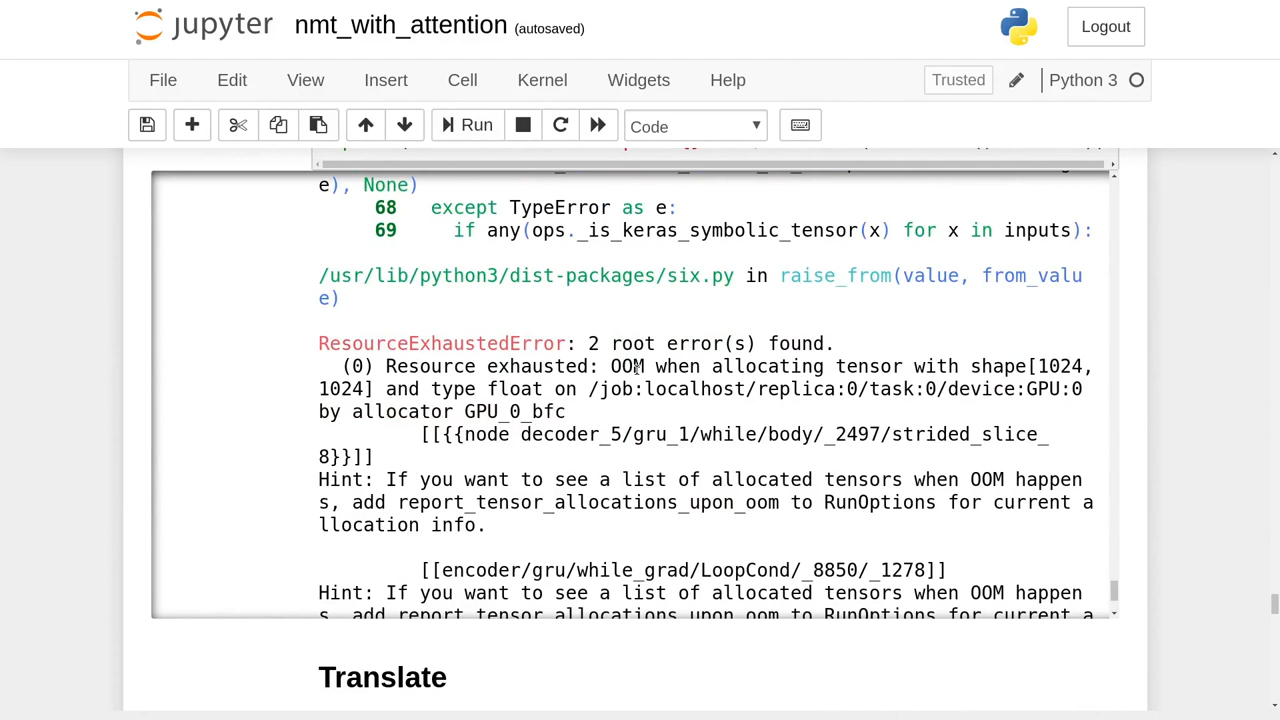 jupyter nmt_with_attention (autosaved) Logout
File Edit View Insert Cell Kernel Widgets Help Trusted Python 3
Run Code
e), None)
68 except TypeError as e:
69 if any(ops._is_keras_symbolic_tensor(x) for x in inputs):
/usr/lib/python3/dist-packages/six.py in raise_from(value, from_valu
e)
ResourceExhaustedError: 2 root error(s) found.
(0) Resource exhausted: OOM when allocating tensor with shape[1024,
1024] and type float on /job:localhost/replica:0/task:0/device:GPU:0
by allocator GPU_0_bfc
[[{{node decoder_5/gru_1/while/body/_2497/strided_slice_
8}}]]
Hint: If you want to see a list of allocated tensors when OOM happen
s, add report_tensor_allocations_upon_oom to RunOptions for current a
llocation info.
[[encoder/gru/while_grad/LoopCond/_8850/_1278]]
Hint: If you want to see a list of allocated tensors when OOM happen
s, add report_tensor_allocations_upon_oom to RunOptions for current a
Translate